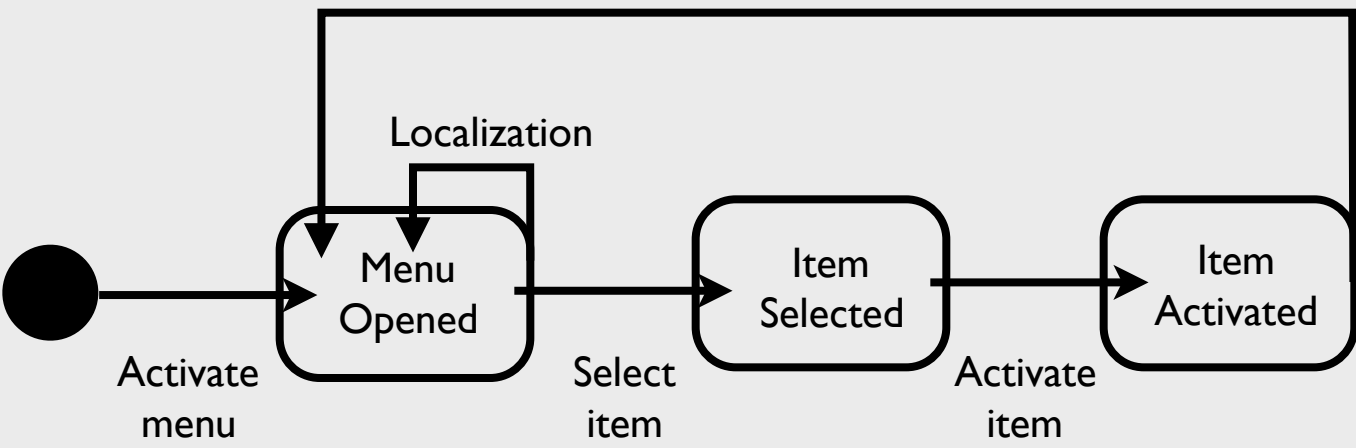 Localization
Menu
Opened
Item
Selected
Item
Activated
Activate
menu
Select
item
Activate
item